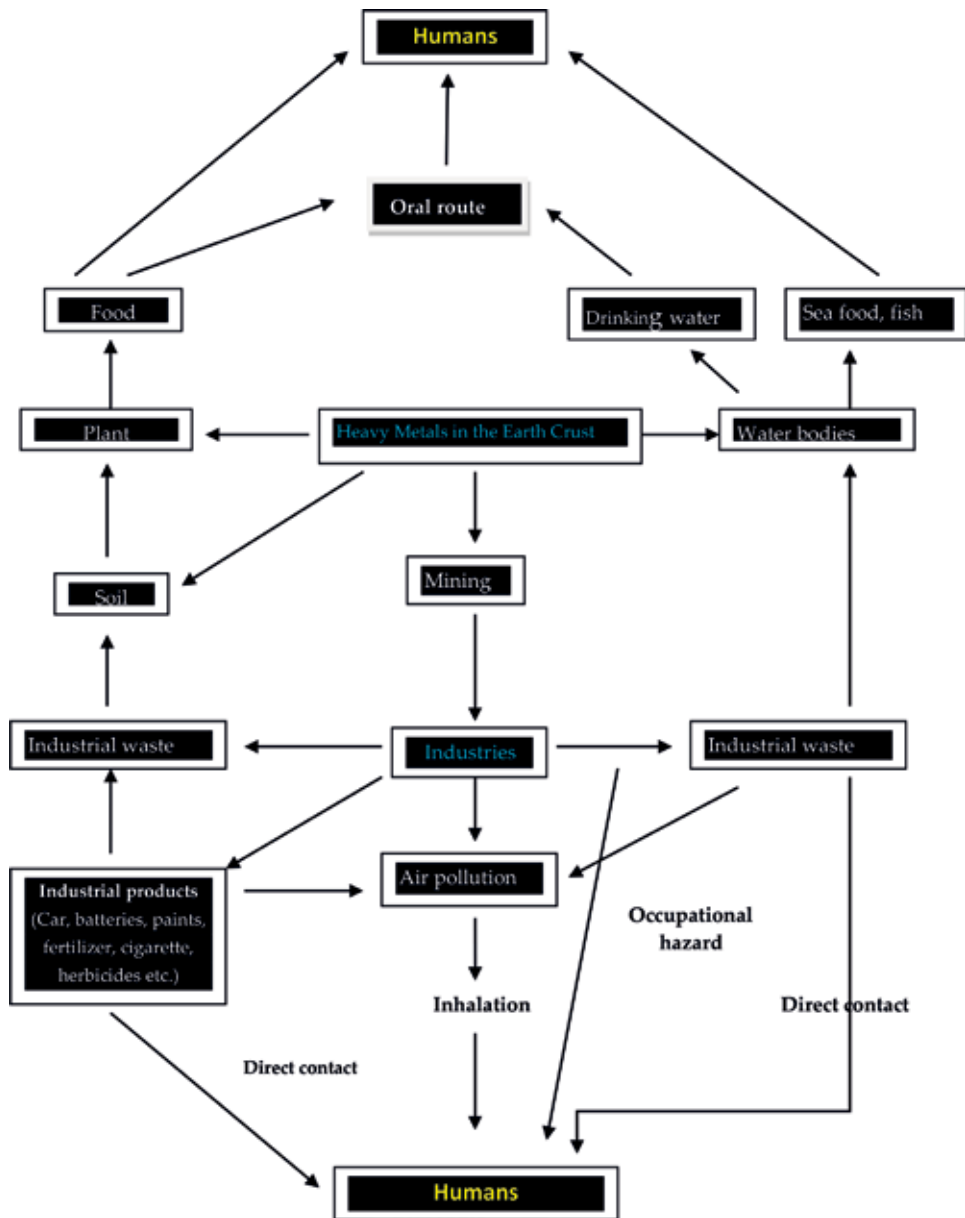 Humans
Oral route
Food
Drinking water
Sea food, fish
Plant
Heavy Metals in the Earth Crust
Water bodies
Soil
Mining
Industrial waste
Industries
Industrial waste
Industrial products
(Car, batteries, paints,
fertilizer, cigarette,
herbicides etc.)
Air pollution
Occupational
hazard
Inhalation
Direct contact
Direct contact
Humans